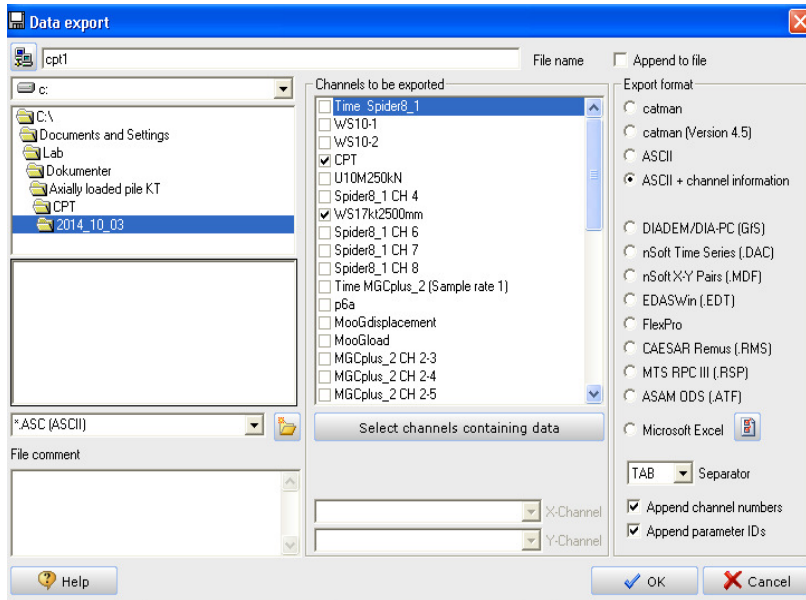 Data export
cpt1
File name
Append to file
c:
C:\
Documents and Settings
Lab
Dokumenter
Axially loaded pile KT
CPT
2014_10_03
*.ASC (ASCII)
File comment
Channels to be exported
Time Spider8_1
WS10-1
WS10-2
CPT
U10M250kN
Spider8_1 CH 4
WS17kt2500mm
Spider8_1 CH 6
Spider8_1 CH 7
Spider8_1 CH 8
Time MGCplus_2 (Sample rate 1)
p6a
MooGdisplacement
MooGload
MGCplus_2 CH 2-3
MGCplus_2 CH 2-4
MGCplus_2 CH 2-5
Select channels containing data
X-Channel
Y-Channel
Export format
catman
catman (Version 4.5)
ASCII
ASCII + channel information
DIADEM/DIA-PC (GfS)
nSoft Time Series (.DAC)
nSoft X-Y Pairs (.MDF)
EDASWin (.EDT)
FlexPro
CAESAR Remus (.RMS)
MTS RPC III (.RSP)
ASAM ODS (.ATF)
Microsoft Excel
TAB Separator
Append channel numbers
Append parameter IDs
Help
OK
Cancel